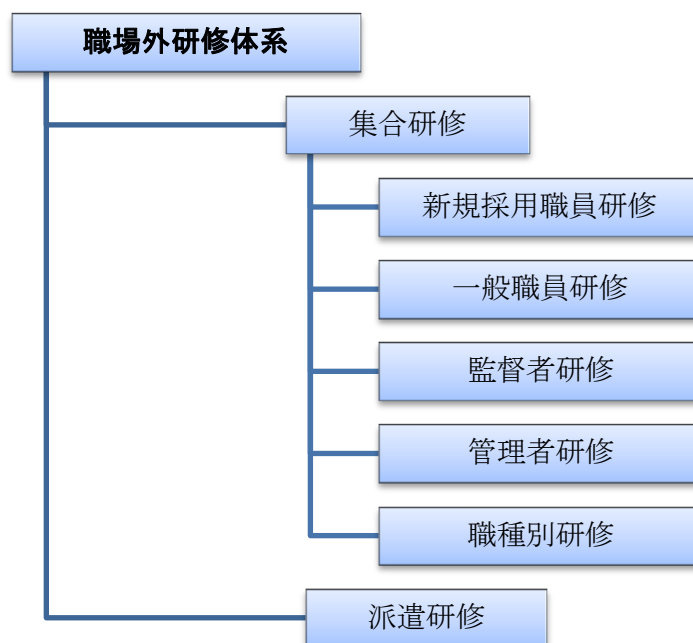 職場外研修体系
集合研修
新規採用職員研修
一般職員研修
監督者研修
管理者研修
職種別研修
派遣研修